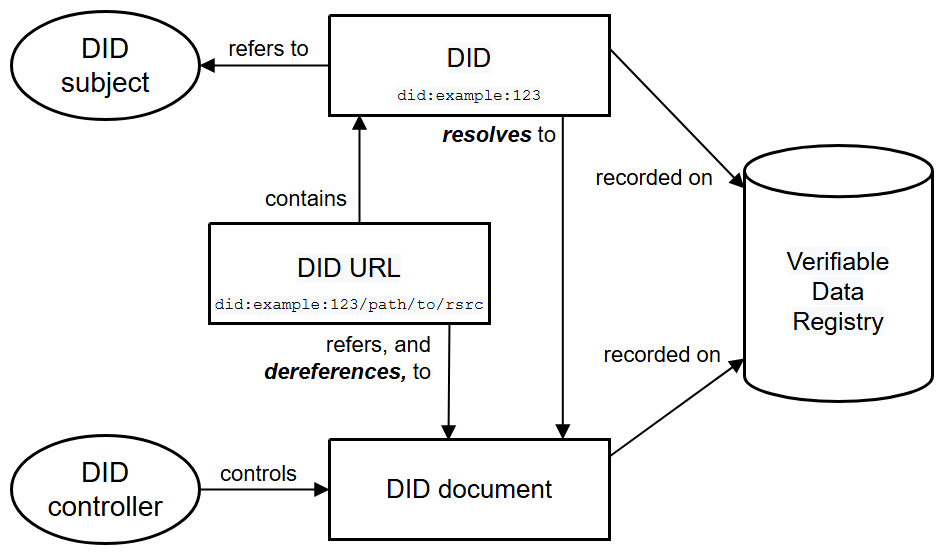 DID
subject
refers to
DID
did:example:123
resolves to
recorded on
contains
DID URL
did:example:123/path/to/rsrc
Verifiable
Data
Registry
refers, and
dereferences, to
recorded on
DID
controller
controls
DID document